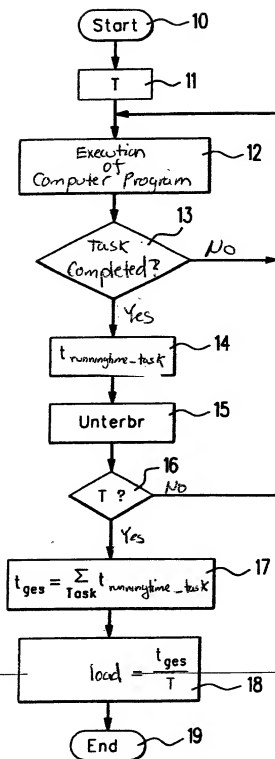 Start 10
T 11
Execution
of
Computer Program 12
13
Task
Completed? No
Yes
t runningtime_task 14
Unterbr 15
16
T ? No
Yes
t ges = Σ Task t runningtime_task 17
load = t ges / T 18
End 19